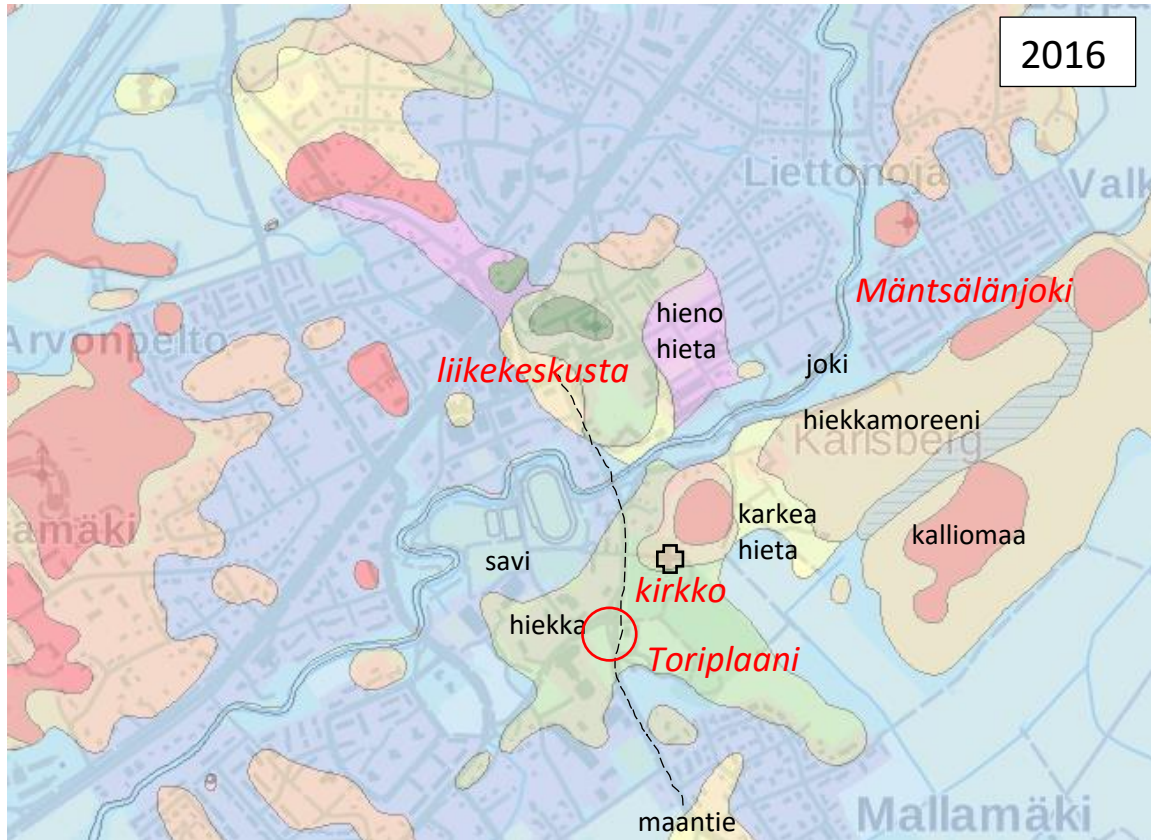 2016
Liettonoja
Valk
Mäntsälänjoki
hieno
hieta
Arvonpelto
liikekeskusta
joki
hiekkamoreeni
Karlsberg
karkea
hieta
kalliomaa
tamäki
savi
kirkko
hiekka
Toriplaani
Mallamäki
maantie